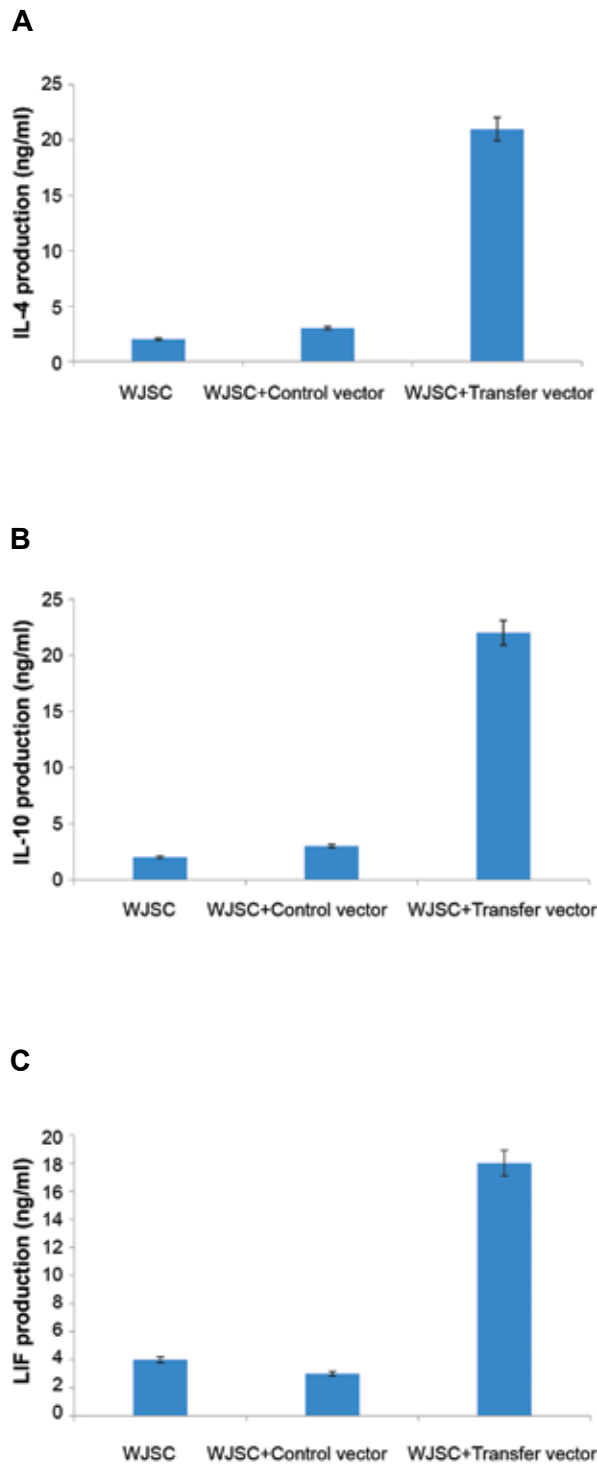 A
IL-4 production (ng/ml)
25
20
15
10
5
0
WJSC WJSC+Control vector WJSC+Transfer vector
B
IL-10 production (ng/ml)
25
20
15
10
5
0
WJSC WJSC+Control vector WJSC+Transfer vector
C
LIF production (ng/ml)
20
18
16
14
12
10
8
6
4
2
0
WJSC WJSC+Control vector WJSC+Transfer vector